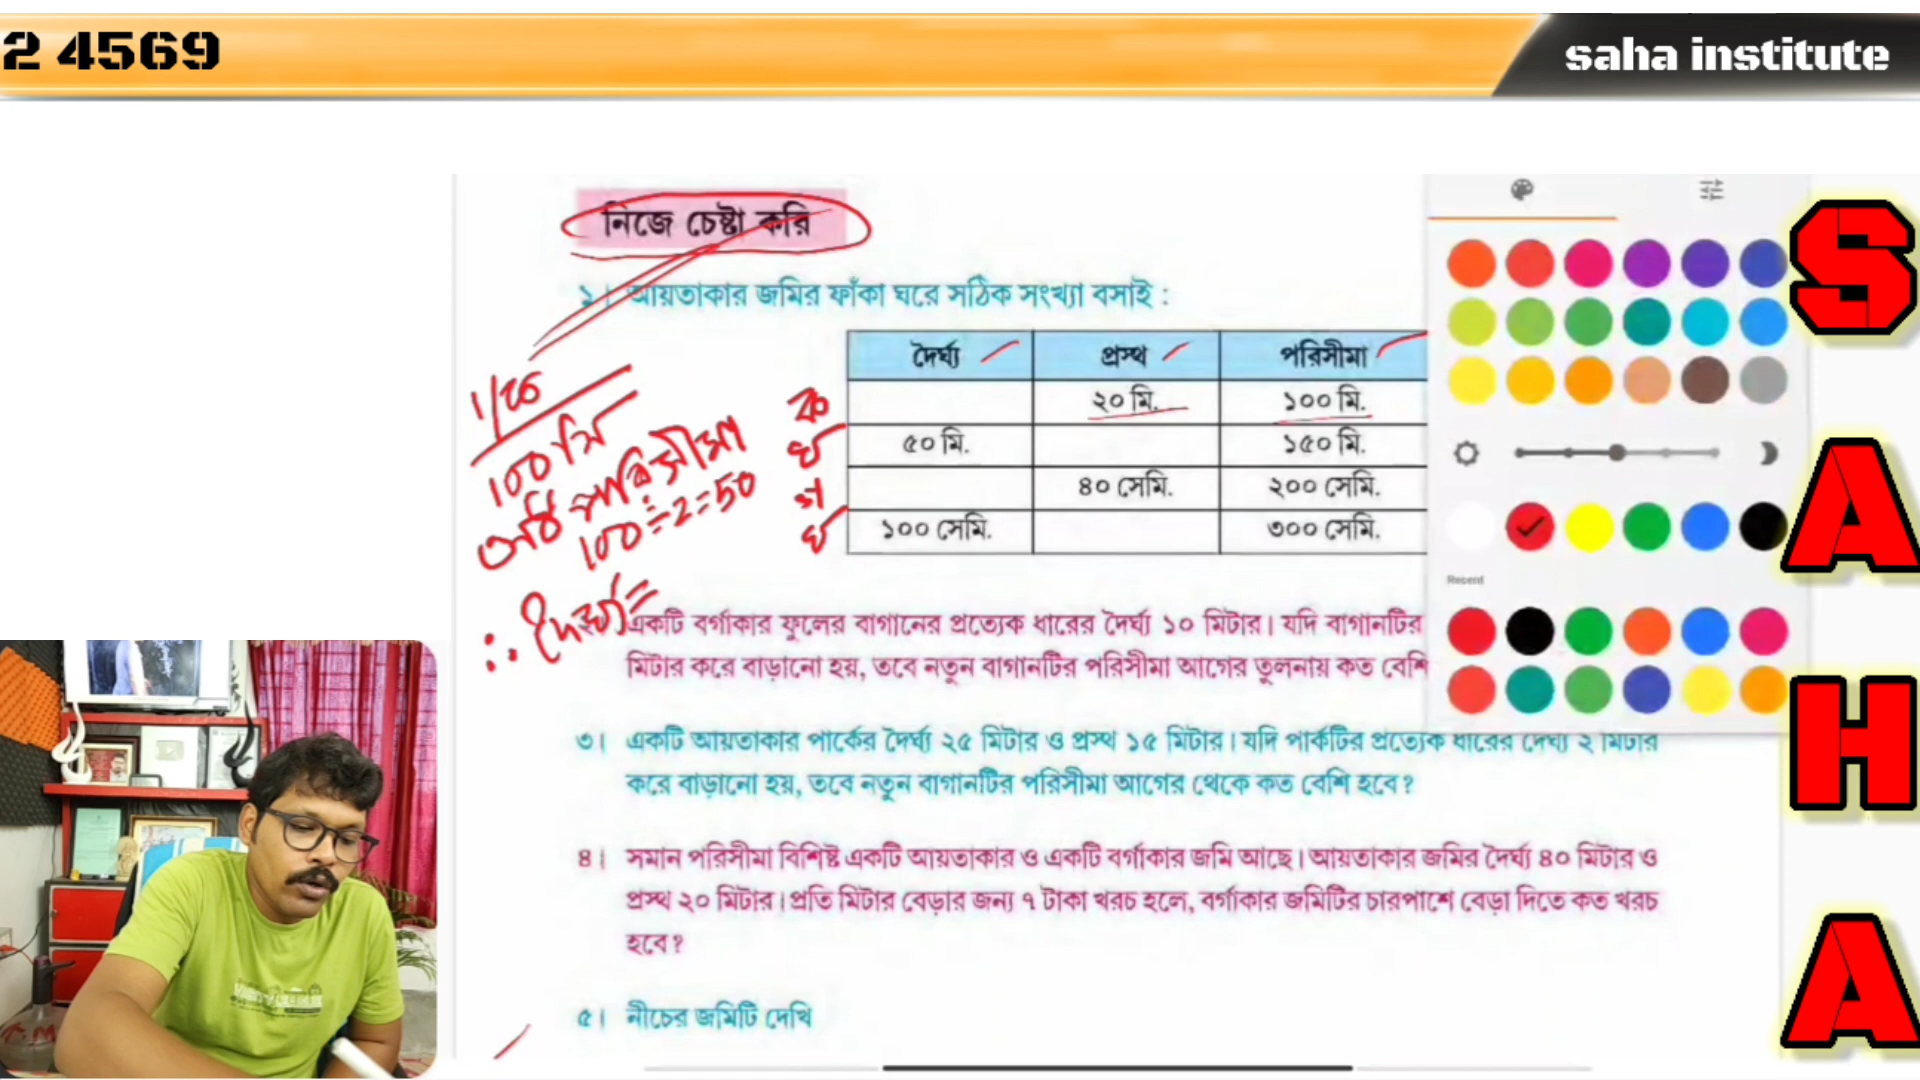 2 4569
saha institute
নিজে চেষ্টা করি
১। আয়তাকার জমির ফাঁকা ঘরে সঠিক সংখ্যা বসাই :
দৈর্ঘ্য প্রস্থ পরিসীমা
ক ২০ মি. ১০০ মি.
খ ৫০ মি. ১৫০ মি.
গ ৪০ সেমি. ২০০ সেমি.
ঘ ১০০ সেমি. ৩০০ সেমি.
100 মি
অর্ধ পরিসীমা
100÷2=50
∴ দৈর্ঘ্য=
একটি বর্গাকার ফুলের বাগানের প্রত্যেক ধারের দৈর্ঘ্য ১০ মিটার। যদি বাগানটির
মিটার করে বাড়ানো হয়, তবে নতুন বাগানটির পরিসীমা আগের তুলনায় কত বেশি
৩। একটি আয়তাকার পার্কের দৈর্ঘ্য ২৫ মিটার ও প্রস্থ ১৫ মিটার। যদি পার্কটির প্রত্যেক ধারের দৈর্ঘ্য ২ মিটার
করে বাড়ানো হয়, তবে নতুন বাগানটির পরিসীমা আগের থেকে কত বেশি হবে?
৪। সমান পরিসীমা বিশিষ্ট একটি আয়তাকার ও একটি বর্গাকার জমি আছে। আয়তাকার জমির দৈর্ঘ্য ৪০ মিটার ও
প্রস্থ ২০ মিটার। প্রতি মিটার বেড়ার জন্য ৭ টাকা খরচ হলে, বর্গাকার জমিটির চারপাশে বেড়া দিতে কত খরচ
হবে?
৫। নীচের জমিটি দেখি
Recent
S
A
H
A